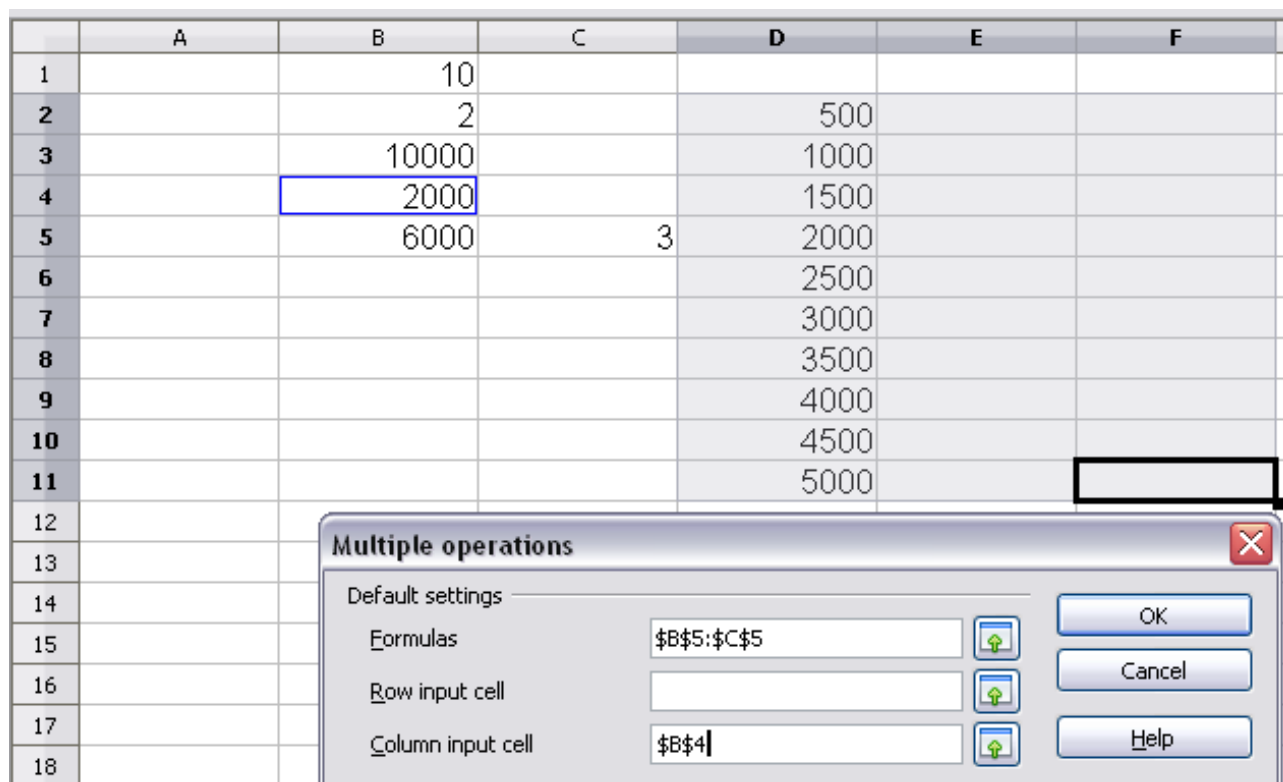 A B C D E F
1 10
2 2 500
3 10000 1000
4 2000 1500
5 6000 3 2000
6 2500
7 3000
8 3500
9 4000
10 4500
11 5000
12
13
14
15
16
17
18
Multiple operations
Default settings
Formulas $B$5:$C$5
Row input cell
Column input cell $B$4
OK
Cancel
Help